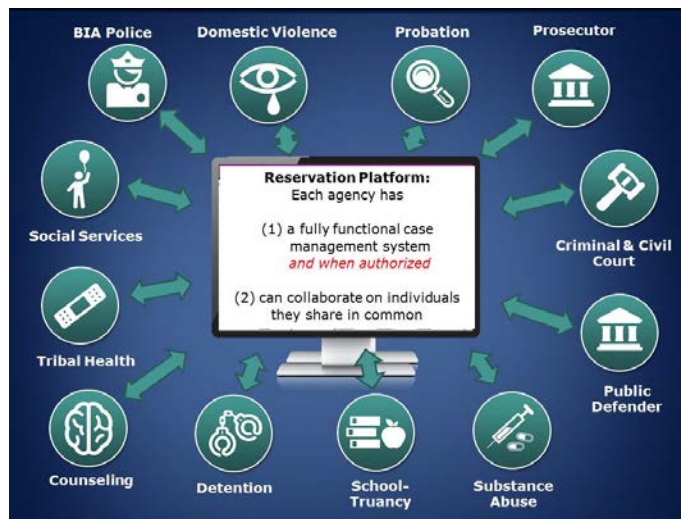 BIA Police
Domestic Violence
Probation
Prosecutor
Reservation Platform:
Each agency has
(1) a fully functional case
management system
and when authorized
(2) can collaborate on individuals
they share in common
Social Services
Criminal & Civil
Court
Tribal Health
Public
Defender
Counseling
Detention
School-
Truancy
Substance
Abuse